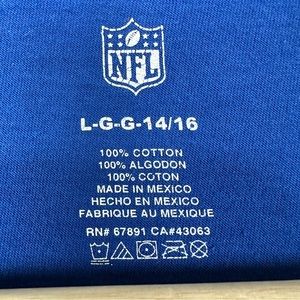 NFL
L-G-G-14/16
100% COTTON
100% ALGODON
100% COTON
MADE IN MEXICO
HECHO EN MEXICO
FABRIQUE AU MEXIQUE
RN# 67891 CA#43063